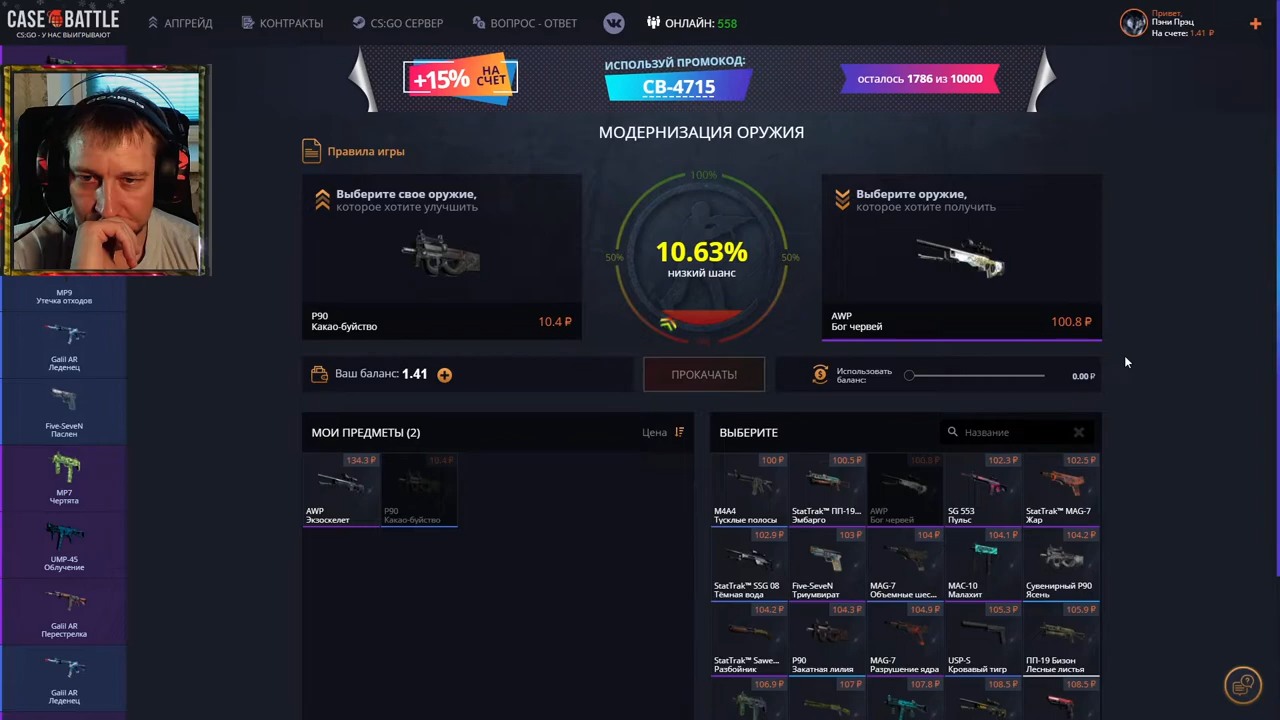 CASE BATTLE
CS:GO - У НАС ВЫИГРЫВАЮТ
АПГРЕЙД
КОНТРАКТЫ
CS:GO СЕРВЕР
ВОПРОС - ОТВЕТ
ОНЛАЙН: 558
Привет,
Пэни Прэц
На счете: 1.41 ₽
+15% НА СЧЕТ
ИСПОЛЬЗУЙ ПРОМОКОД:
CB-4715
осталось 1786 из 10000
МОДЕРНИЗАЦИЯ ОРУЖИЯ
Правила игры
Выберите свое оружие,
которое хотите улучшить
P90
Какао-буйство
10.4 ₽
100%
50%
50%
10.63%
низкий шанс
Выберите оружие,
которое хотите получить
AWP
Бог червей
100.8 ₽
Ваш баланс: 1.41
ПРОКАЧАТЬ!
Использовать
баланс:
0.00 ₽
МОИ ПРЕДМЕТЫ (2)
Цена
134.3 ₽
AWP
Экзоскелет
10.4 ₽
P90
Какао-буйство
ВЫБЕРИТЕ
Название
100 ₽
M4A4
Тусклые полосы
100.5 ₽
StatTrak™ ПП-19...
Эмбарго
100.8 ₽
AWP
Бог червей
102.3 ₽
SG 553
Пульс
102.5 ₽
StatTrak™ MAG-7
Жар
102.9 ₽
StatTrak™ SSG 08
Тёмная вода
103 ₽
Five-SeveN
Триумвират
104 ₽
MAG-7
Объемные шес...
104.1 ₽
MAC-10
Малахит
104.2 ₽
Сувенирный P90
Ясень
104.2 ₽
StatTrak™ Sawe...
Разбойник
104.3 ₽
P90
Закатная лилия
104.9 ₽
MAG-7
Разрушение ядра
105.3 ₽
USP-S
Кровавый тигр
105.9 ₽
ПП-19 Бизон
Лесные листья
106.9 ₽
107 ₽
107.8 ₽
108.5 ₽
108.5 ₽
MP9
Утечка отходов
Galil AR
Леденец
Five-SeveN
Паслен
MP7
Чертята
UMP-45
Облучение
Galil AR
Перестрелка
Galil AR
Леденец